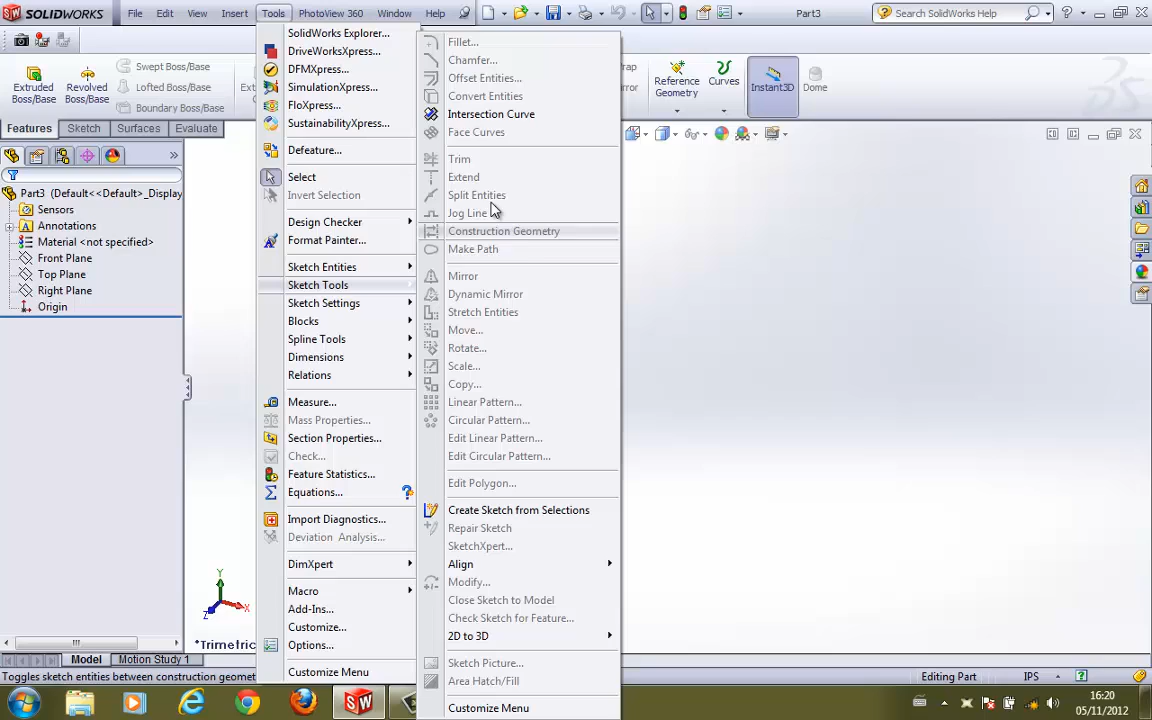 SOLIDWORKS File Edit View Insert Tools PhotoView 360 Window Help Part3 Search SolidWorks Help
Extruded Boss/Base
Revolved Boss/Base
Swept Boss/Base
Lofted Boss/Base
Boundary Boss/Base
Reference Geometry
Curves
Instant3D
Dome
Features Sketch Surfaces Evaluate
Part3 (Default<<Default>_Display
Sensors
Annotations
Material <not specified>
Front Plane
Top Plane
Right Plane
Origin
SolidWorks Explorer...
DriveWorksXpress...
DFMXpress...
SimulationXpress...
FloXpress...
SustainabilityXpress...
Defeature...
Select
Invert Selection
Design Checker
Format Painter...
Sketch Entities
Sketch Tools
Sketch Settings
Blocks
Spline Tools
Dimensions
Relations
Measure...
Mass Properties...
Section Properties...
Check...
Feature Statistics...
Equations...
Import Diagnostics...
Deviation Analysis...
DimXpert
Macro
Add-Ins...
Customize...
Options...
Customize Menu
Fillet...
Chamfer...
Offset Entities...
Convert Entities
Intersection Curve
Face Curves
Trim
Extend
Split Entities
Jog Line
Construction Geometry
Make Path
Mirror
Dynamic Mirror
Stretch Entities
Move...
Rotate...
Scale...
Copy...
Linear Pattern...
Circular Pattern...
Edit Linear Pattern...
Edit Circular Pattern...
Edit Polygon...
Create Sketch from Selections
Repair Sketch
SketchXpert...
Align
Modify...
Close Sketch to Model
Check Sketch for Feature...
2D to 3D
Sketch Picture...
Area Hatch/Fill
Customize Menu
Y
X
Z
*Trimetric
Model Motion Study 1
Toggles sketch entities between construction geomet
Editing Part IPS
16:20
05/11/2012